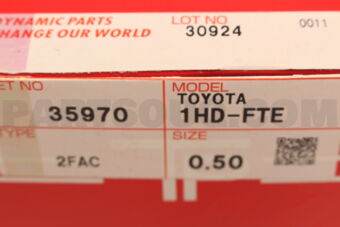 DYNAMIC PARTS
CHANGE OUR WORLD
LOT NO
30924
0011
ET NO
35970
MODEL
TOYOTA
1HD-FTE
TYPE
2FAC
SIZE
0.50